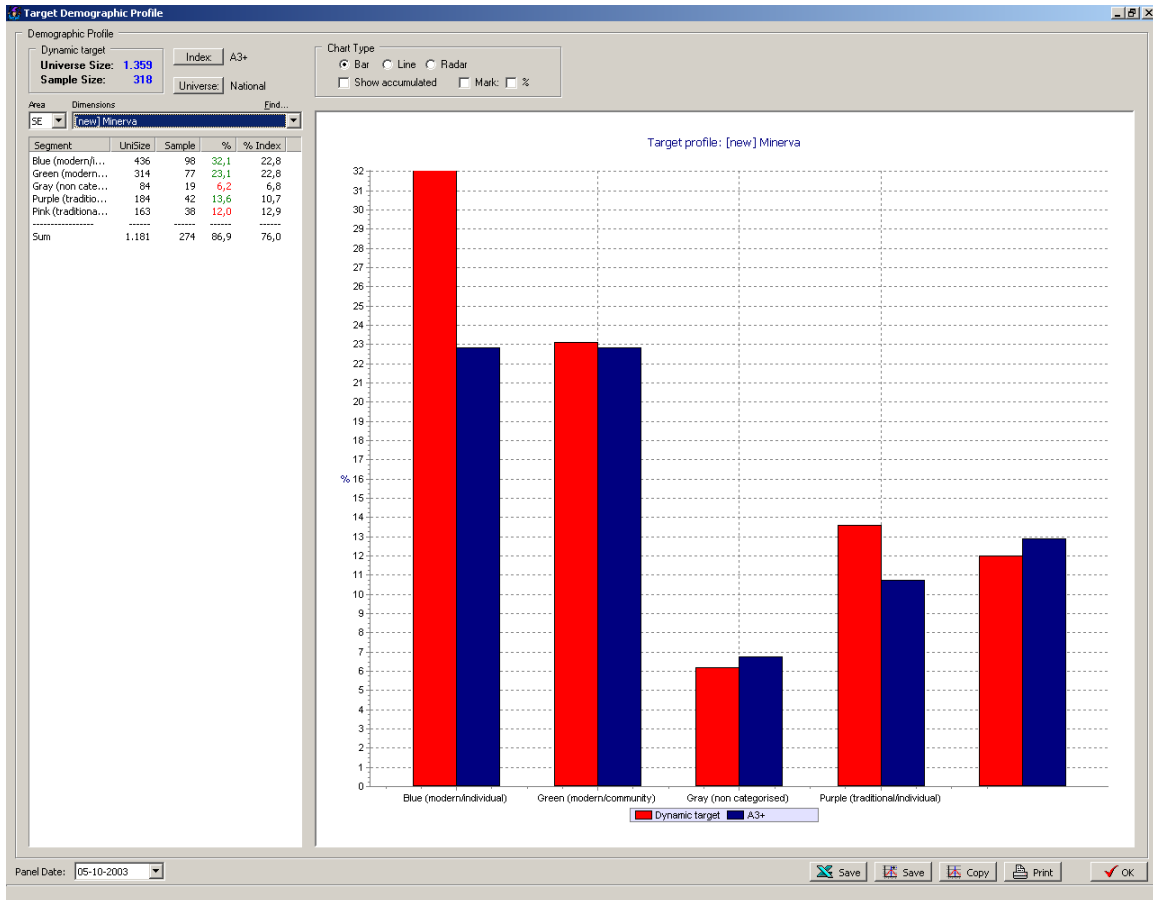 Target Demographic Profile
Demographic Profile
Dynamic target
Universe Size: 1.359
Sample Size: 318
Index: A3+
Universe: National
Area Dimensions Find...
SE [new] Minerva
Segment UniSize Sample % % Index
Blue (modern/i... 436 98 32,1 22,8
Green (modern... 314 77 23,1 22,8
Gray (non cate... 84 19 6,2 6,8
Purple (traditio... 184 42 13,6 10,7
Pink (traditiona... 163 38 12,0 12,9
---------------- ------ ------ ------ ------
Sum 1.181 274 86,9 76,0
Chart Type
Bar Line Radar
Show accumulated Mark: %
Target profile: [new] Minerva
32
31
30
29
28
27
26
25
24
23
22
21
20
19
18
17
% 16
15
14
13
12
11
10
9
8
7
6
5
4
3
2
1
0
Blue (modern/individual) Green (modern/community) Gray (non categorised) Purple (traditional/individual)
Dynamic target A3+
Panel Date: 05-10-2003 Save Save Copy Print OK